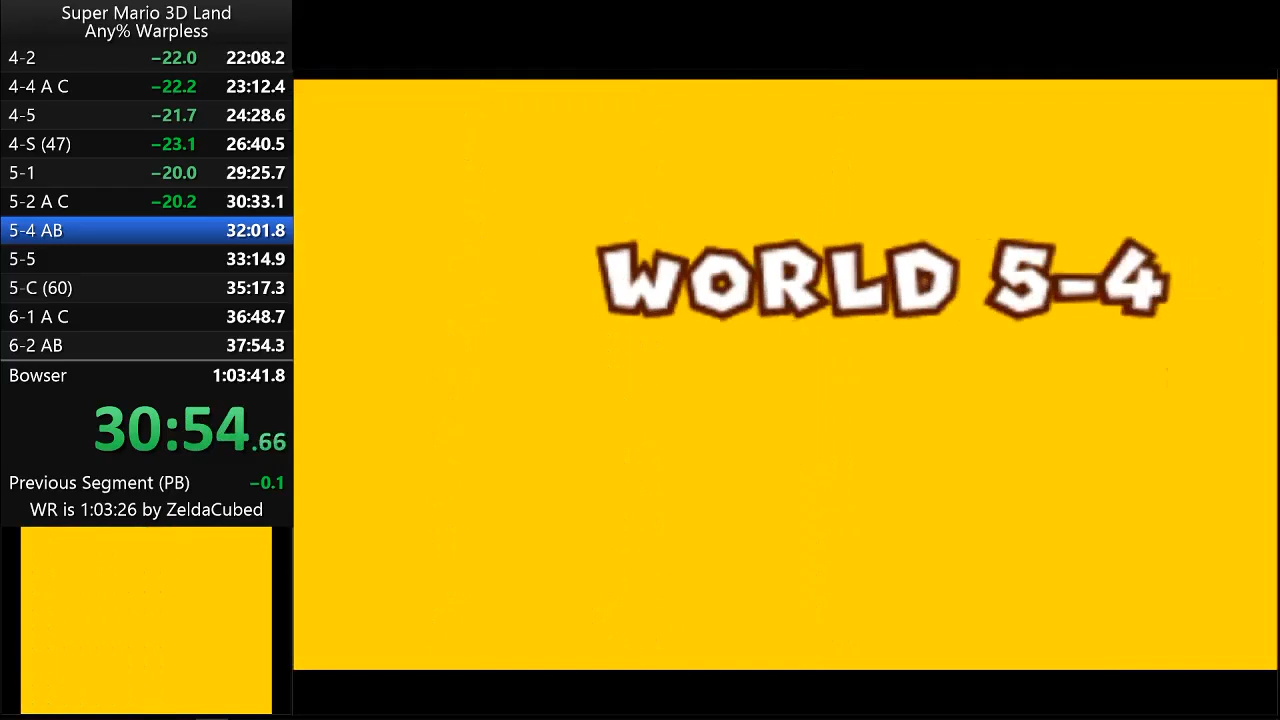 Super Mario 3D Land
Any% Warpless
4-2 −22.0 22:08.2
4-4 A C −22.2 23:12.4
4-5 −21.7 24:28.6
4-S (47) −23.1 26:40.5
5-1 −20.0 29:25.7
5-2 A C −20.2 30:33.1
5-4 AB 32:01.8
5-5 33:14.9
5-C (60) 35:17.3
6-1 A C 36:48.7
6-2 AB 37:54.3
Bowser 1:03:41.8
30:54.66
Previous Segment (PB) −0.1
WR is 1:03:26 by ZeldaCubed
WORLD 5-4